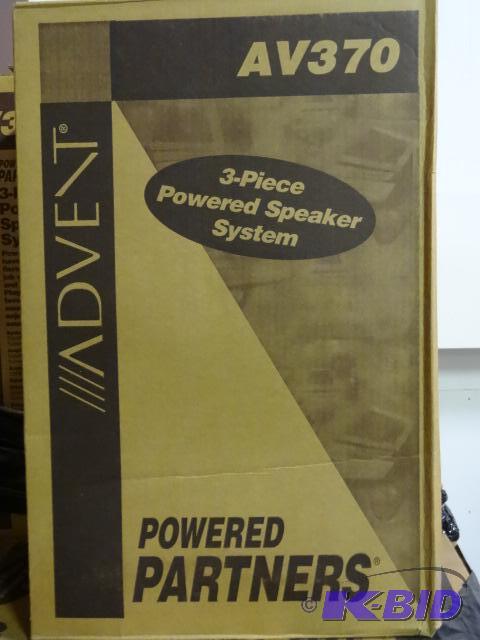 AV370
///ADVENT®
3-Piece
Powered Speaker
System
POWERED
PARTNERS®
© K-BID